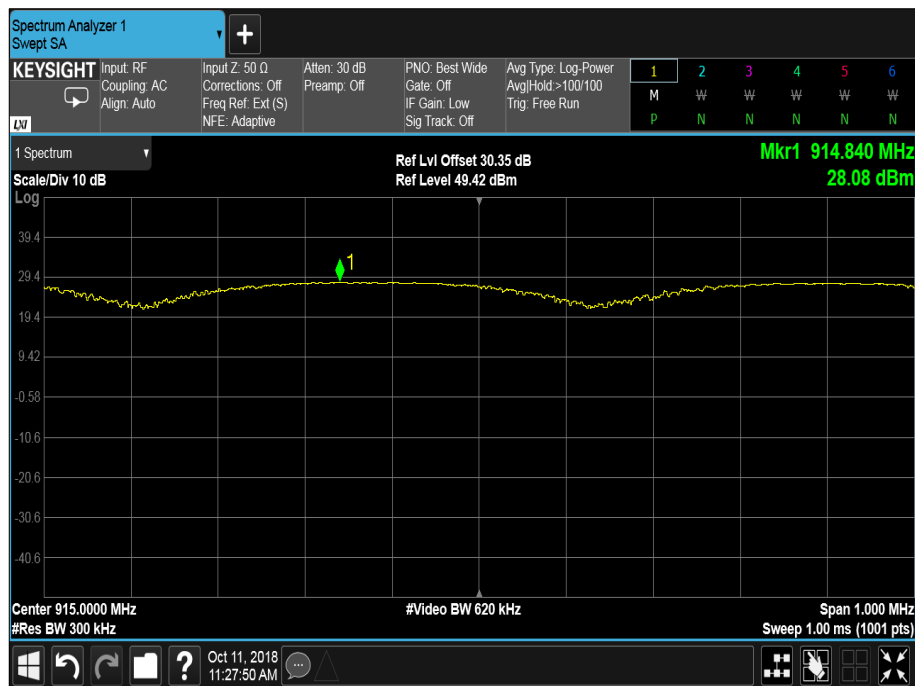 Spectrum Analyzer 1
Swept SA
+
KEYSIGHT
LXI
Input: RF
Coupling: AC
Align: Auto
Input Z: 50 Ω
Corrections: Off
Freq Ref: Ext (S)
NFE: Adaptive
Atten: 30 dB
Preamp: Off
PNO: Best Wide
Gate: Off
IF Gain: Low
Sig Track: Off
Avg Type: Log-Power
Avg|Hold:>100/100
Trig: Free Run
1 2 3 4 5 6
M W W W W W
P N N N N N
1 Spectrum
Scale/Div 10 dB
Ref Lvl Offset 30.35 dB
Ref Level 49.42 dBm
Mkr1 914.840 MHz
28.08 dBm
Log
39.4
1
29.4
19.4
9.42
-0.58
-10.6
-20.6
-30.6
-40.6
Center 915.0000 MHz
#Res BW 300 kHz
#Video BW 620 kHz
Span 1.000 MHz
Sweep 1.00 ms (1001 pts)
?
Oct 11, 2018
11:27:50 AM